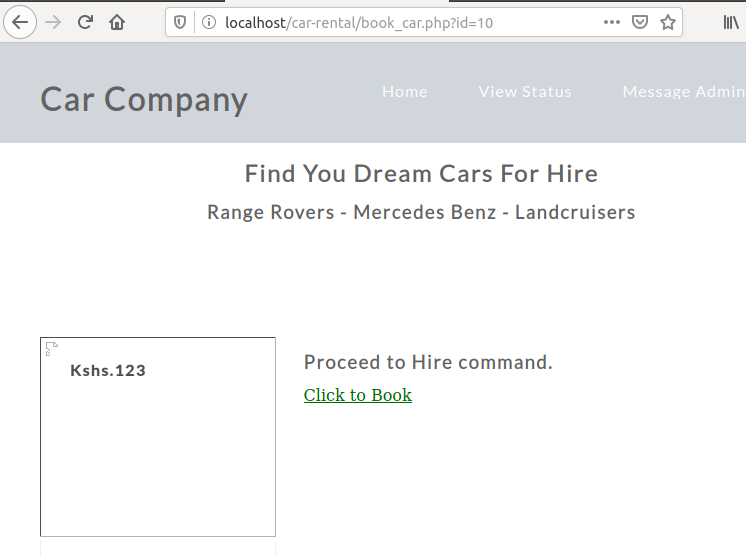 localhost/car-rental/book_car.php?id=10
Car Company
Home View Status Message Admin
Find You Dream Cars For Hire
Range Rovers - Mercedes Benz - Landcruisers
Kshs.123
Proceed to Hire command.
Click to Book